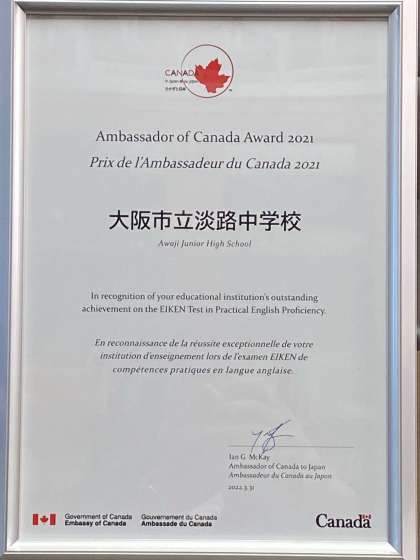 CANADA
Ambassador of Canada Award 2021
Prix de l'Ambassadeur du Canada 2021
大阪市立淡路中学校
Awaji Junior High School
In recognition of your educational institution's outstanding
achievement on the EIKEN Test in Practical English Proficiency.
En reconnaissance de la réussite exceptionnelle de votre
institution d'enseignement lors de l'examen EIKEN de
compétences pratiques en langue anglaise.
Ian G. McKay
Ambassador of Canada to Japan
Ambassadeur du Canada au Japon
2022.3.31
Government of Canada Gouvernement du Canada
Embassy of Canada Ambassade du Canada
Canada